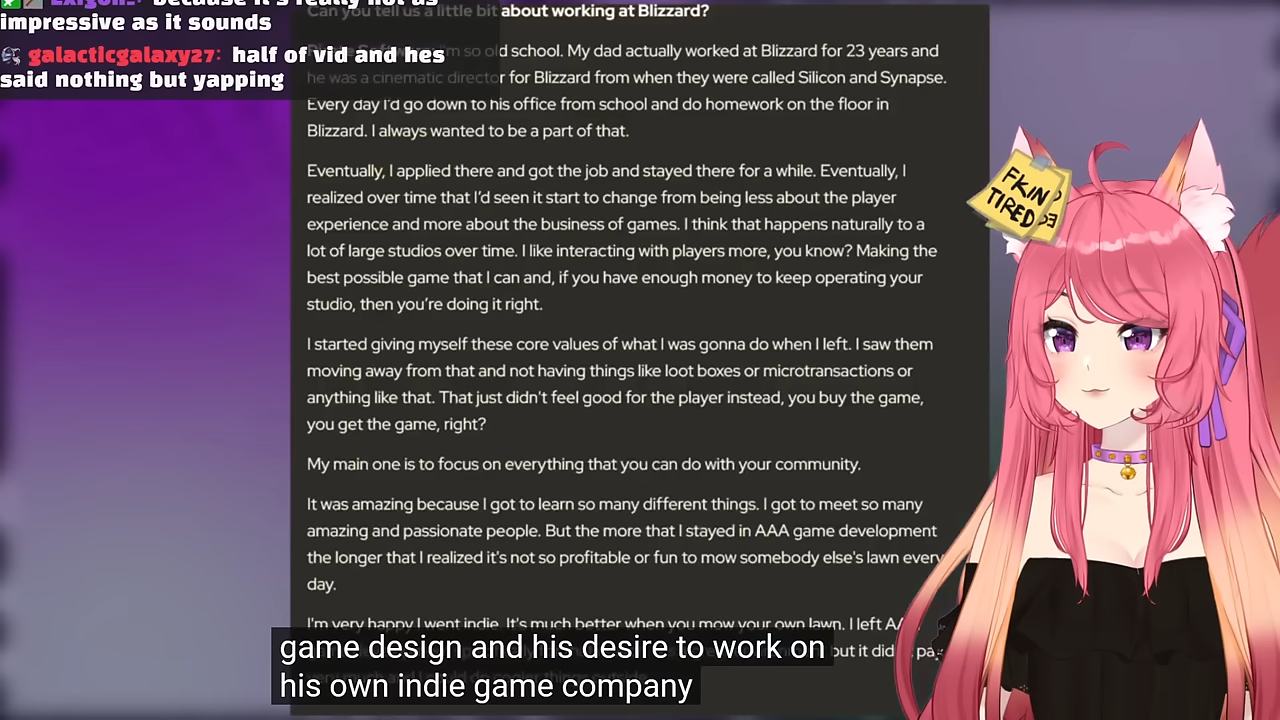 Exigon_: because it's really not as
impressive as it sounds
galacticgalaxy27: half of vid and hes
said nothing but yapping
Can you tell us a little bit about working at Blizzard?
I'm so old school. My dad actually worked at Blizzard for 23 years and
he was a cinematic director for Blizzard from when they were called Silicon and Synapse.
Every day I'd go down to his office from school and do homework on the floor in
Blizzard. I always wanted to be a part of that.
Eventually, I applied there and got the job and stayed there for a while. Eventually, I
realized over time that I'd seen it start to change from being less about the player
experience and more about the business of games. I think that happens naturally to a
lot of large studios over time. I like interacting with players more, you know? Making the
best possible game that I can and, if you have enough money to keep operating your
studio, then you're doing it right.
I started giving myself these core values of what I was gonna do when I left. I saw them
moving away from that and not having things like loot boxes or microtransactions or
anything like that. That just didn't feel good for the player instead, you buy the game,
you get the game, right?
My main one is to focus on everything that you can do with your community.
It was amazing because I got to learn so many different things. I got to meet so many
amazing and passionate people. But the more that I stayed in AAA game development
the longer that I realized it's not so profitable or fun to mow somebody else's lawn every
day.
I'm very happy I went indie. It's much better when you mow your own lawn. I left
but it did
game design and his desire to work on
his own indie game company
FKIN
TIRED